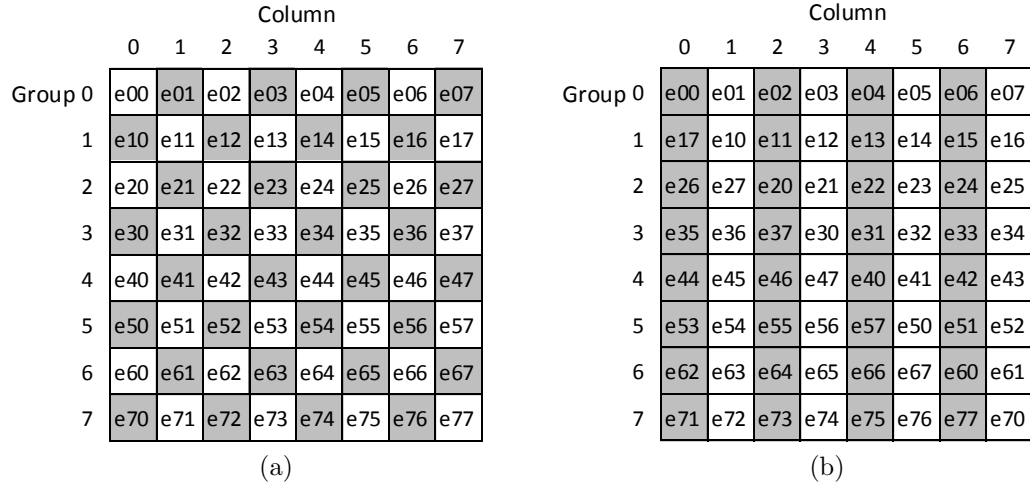 Column
0 1 2 3 4 5 6 7
Group 0 e00 e01 e02 e03 e04 e05 e06 e07
1 e10 e11 e12 e13 e14 e15 e16 e17
2 e20 e21 e22 e23 e24 e25 e26 e27
3 e30 e31 e32 e33 e34 e35 e36 e37
4 e40 e41 e42 e43 e44 e45 e46 e47
5 e50 e51 e52 e53 e54 e55 e56 e57
6 e60 e61 e62 e63 e64 e65 e66 e67
7 e70 e71 e72 e73 e74 e75 e76 e77
(a)
Column
0 1 2 3 4 5 6 7
Group 0 e00 e01 e02 e03 e04 e05 e06 e07
1 e17 e10 e11 e12 e13 e14 e15 e16
2 e26 e27 e20 e21 e22 e23 e24 e25
3 e35 e36 e37 e30 e31 e32 e33 e34
4 e44 e45 e46 e47 e40 e41 e42 e43
5 e53 e54 e55 e56 e57 e50 e51 e52
6 e62 e63 e64 e65 e66 e67 e60 e61
7 e71 e72 e73 e74 e75 e76 e77 e70
(b)